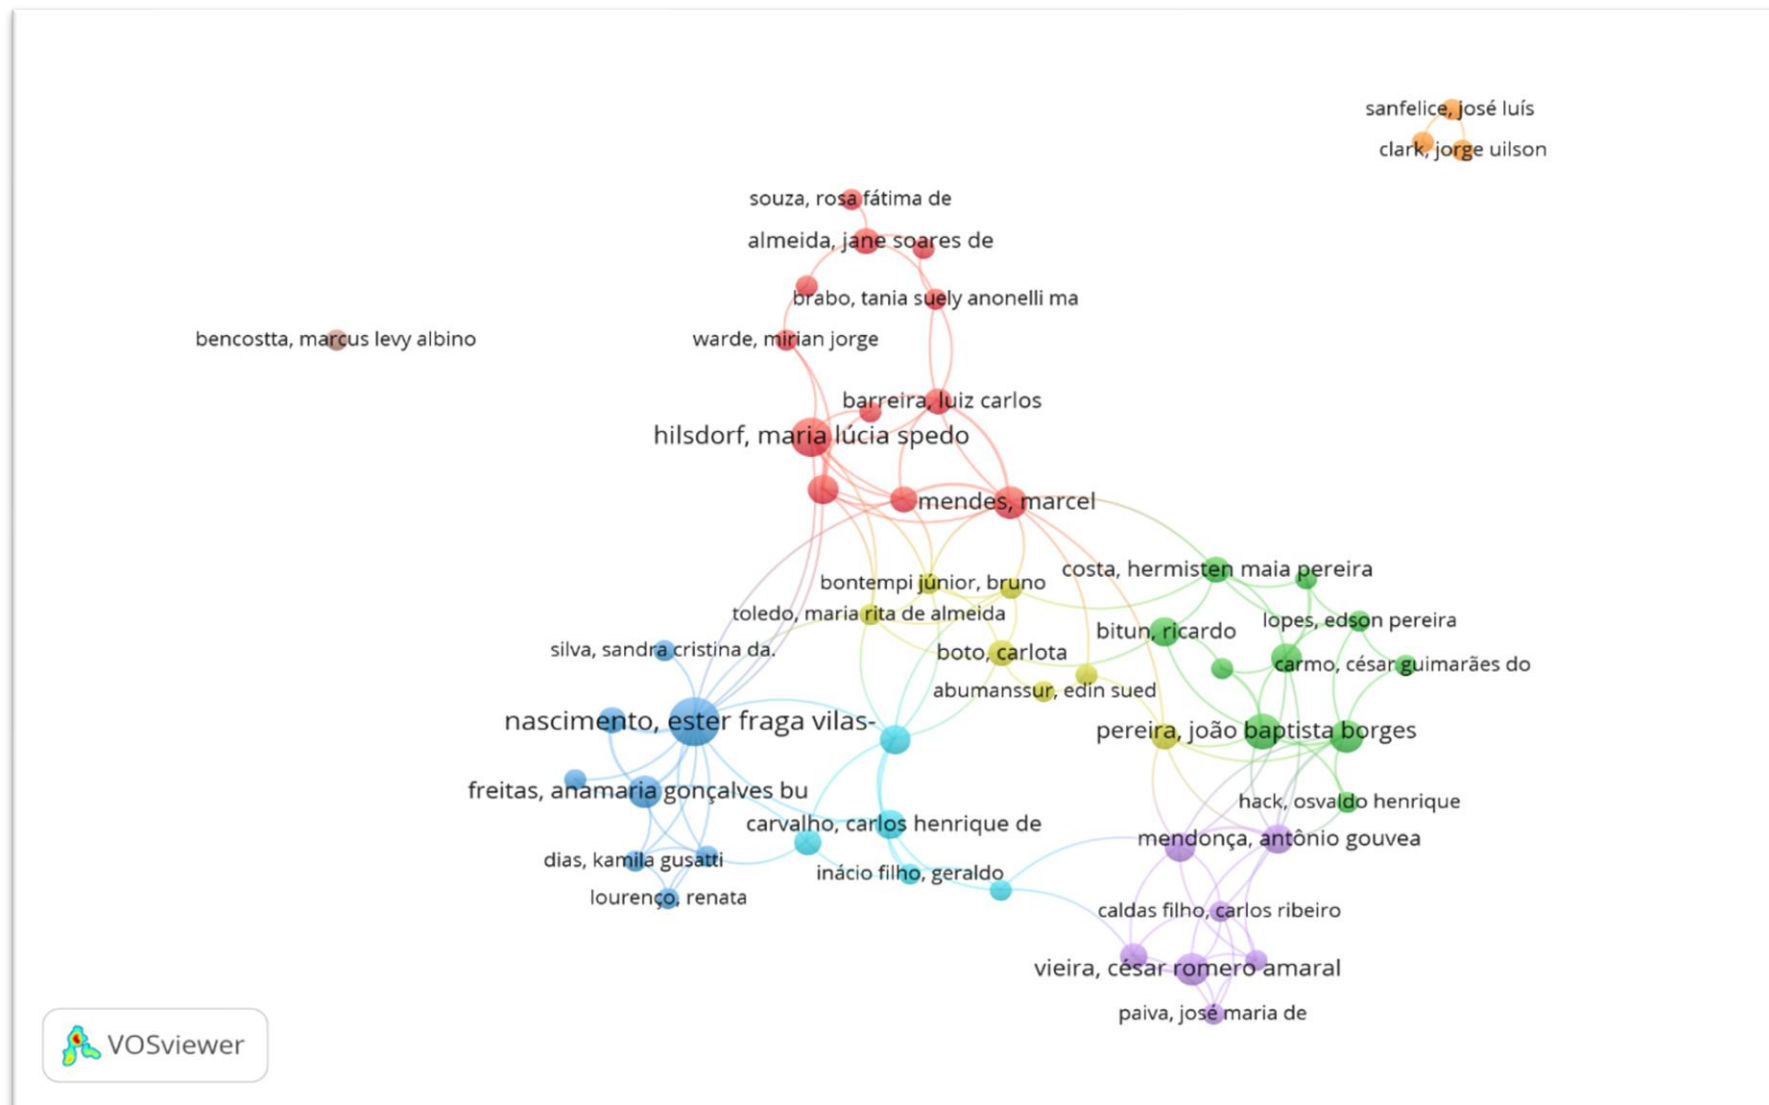 sanfelice, josé luís
clark, jorge uilson
souza, rosa fátima de
almeida, jane soares de
brabo, tania suely anonelli ma
bencostta, marcus levy albino
warde, mirian jorge
barreira, luiz carlos
hilsdorf, maria lúcia spedo
mendes, marcel
costa, hermisten maia pereira
bontempi júnior, bruno
toledo, maria rita de almeida
lopes, edson pereira
bitun, ricardo
silva, sandra cristina da.
boto, carlota
carmo, césar guimarães do
abumanssur, edin sued
nascimento, ester fraga vilas-
pereira, joão baptista borges
freitas, anamaria gonçalves bu
hack, osvaldo henrique
carvalho, carlos henrique de
mendonça, antônio gouvea
dias, kamila gusatti
inácio filho, geraldo
lourenço, renata
caldas filho, carlos ribeiro
vieira, césar romero amaral
paiva, josé maria de
VOSviewer